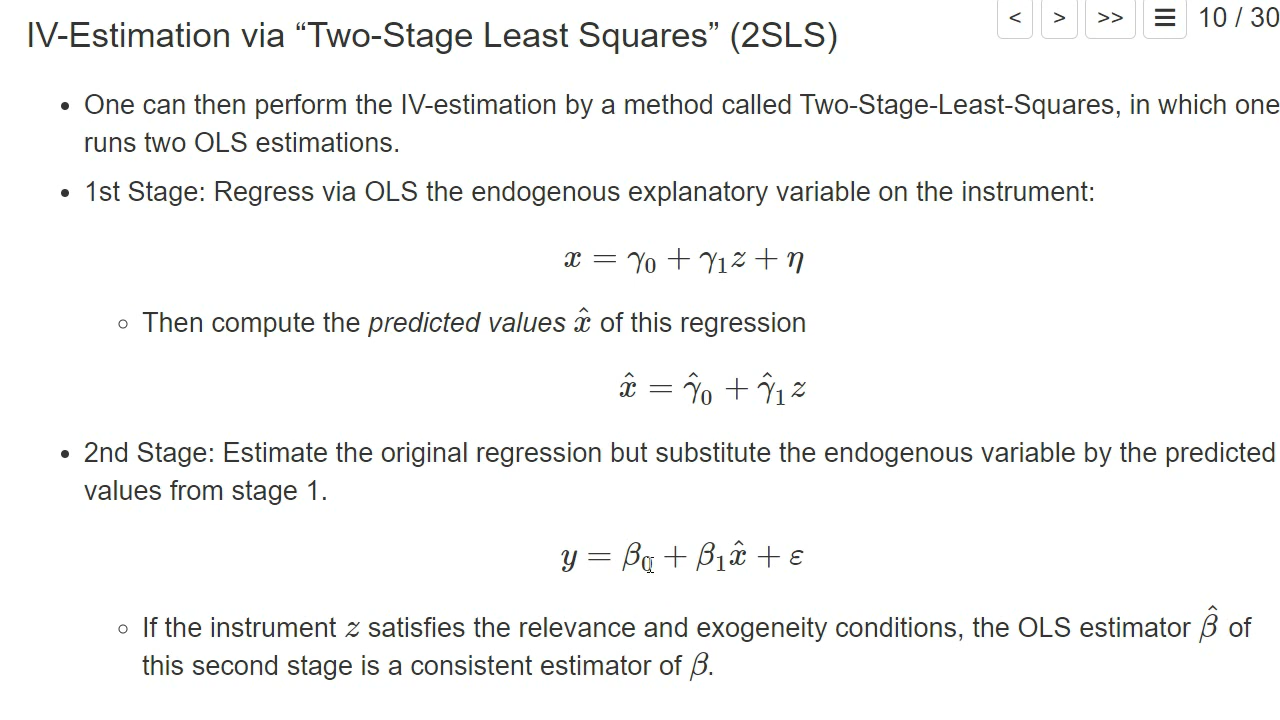 IV-Estimation via “Two-Stage Least Squares” (2SLS)
< > >> ☰ 10 / 30
• One can then perform the IV-estimation by a method called Two-Stage-Least-Squares, in which one
runs two OLS estimations.
• 1st Stage: Regress via OLS the endogenous explanatory variable on the instrument:
x = γ₀ + γ₁z + η
◦ Then compute the predicted values x̂ of this regression
x̂ = γ̂₀ + γ̂₁z
• 2nd Stage: Estimate the original regression but substitute the endogenous variable by the predicted
values from stage 1.
y = β₀ + β₁x̂ + ε
◦ If the instrument z satisfies the relevance and exogeneity conditions, the OLS estimator β̂ of
this second stage is a consistent estimator of β.